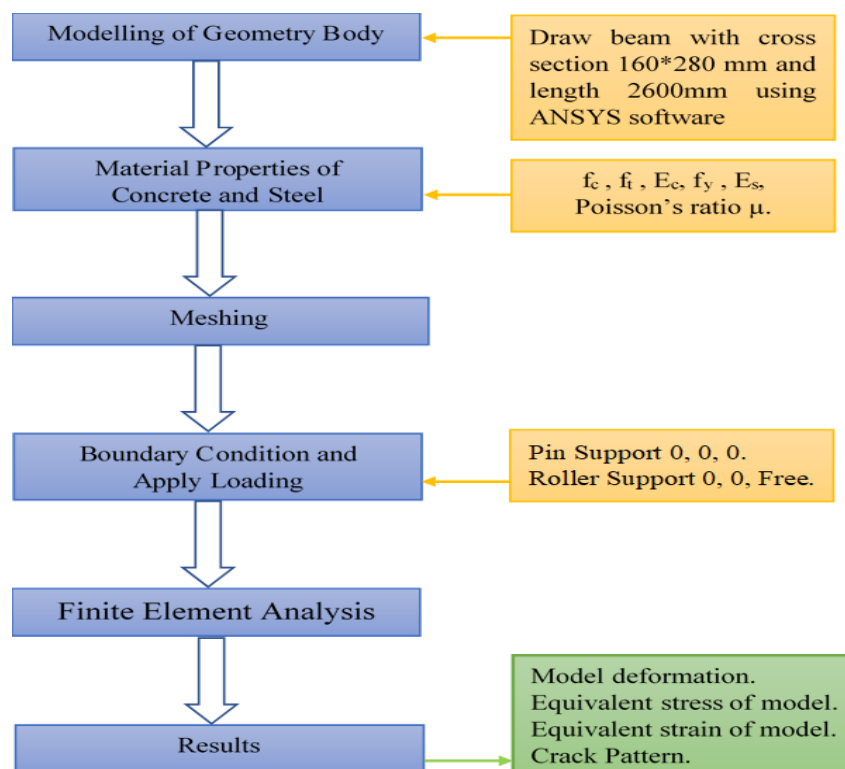 Modelling of Geometry Body
Draw beam with cross
section 160*280 mm and
length 2600mm using
ANSYS software
Material Properties of
Concrete and Steel
fc , ft , Ec, fy , Es,
Poisson's ratio μ.
Meshing
Boundary Condition and
Apply Loading
Pin Support 0, 0, 0.
Roller Support 0, 0, Free.
Finite Element Analysis
Results
Model deformation.
Equivalent stress of model.
Equivalent strain of model.
Crack Pattern.